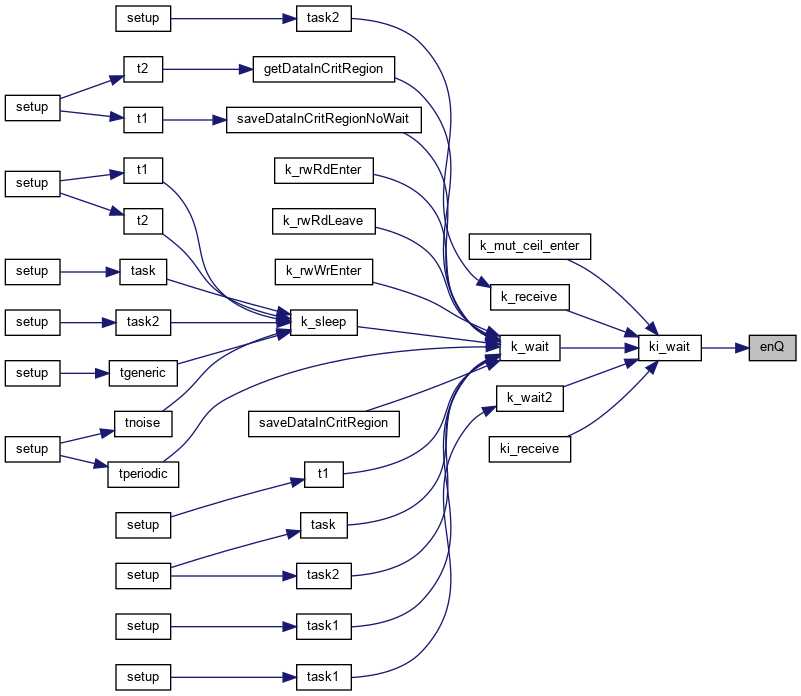 setup
task2
t2
getDataInCritRegion
setup
t1
saveDataInCritRegionNoWait
t1
k_rwRdEnter
setup
t2
k_rwRdLeave
k_mut_ceil_enter
setup
task
k_rwWrEnter
k_receive
setup
task2
k_sleep
k_wait
ki_wait
enQ
setup
tgeneric
k_wait2
tnoise
saveDataInCritRegion
setup
ki_receive
tperiodic
t1
setup
task
setup
task2
setup
task1
setup
task1